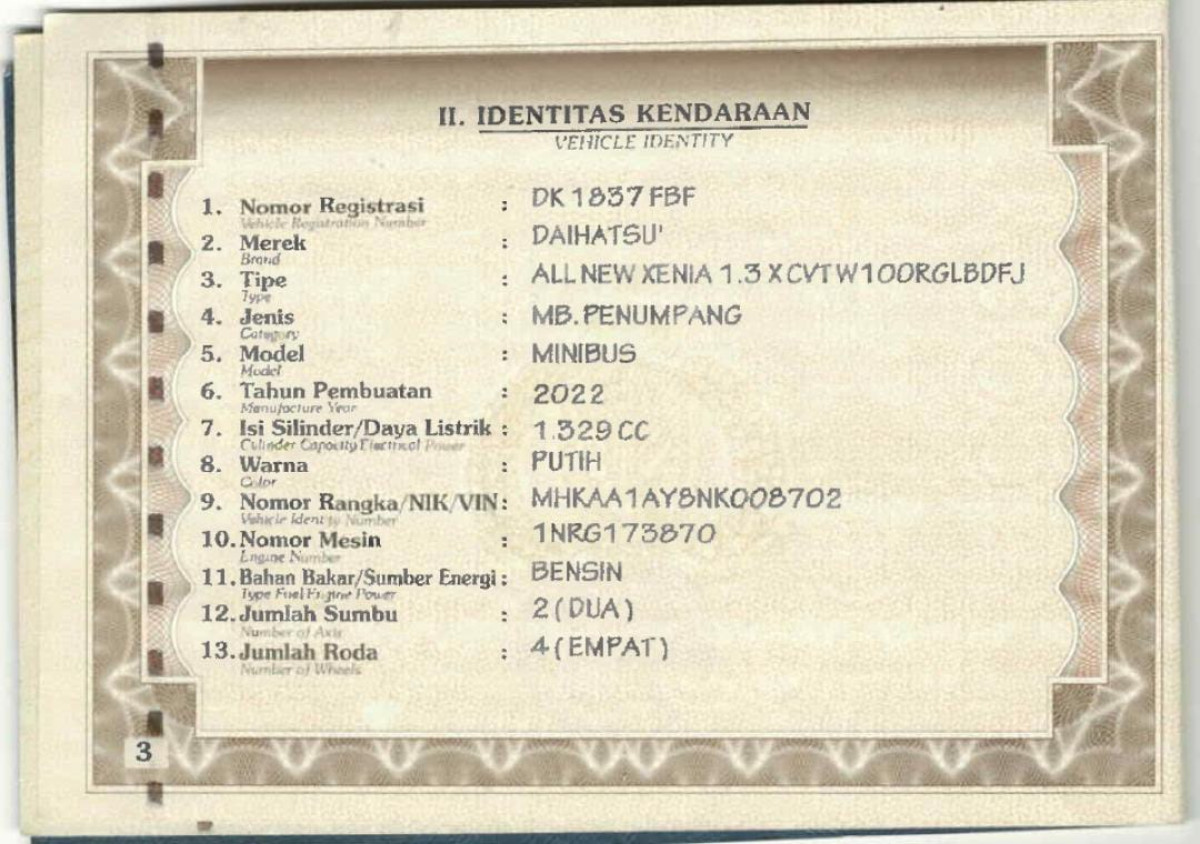 II. IDENTITAS KENDARAAN
VEHICLE IDENTITY
1. Nomor Registrasi : DK 1837 FBF
Vehicle Registration Number
2. Merek : DAIHATSU'
Brand
3. Tipe : ALL NEW XENIA 1.3 X CVT W100RGLBDFJ
Type
4. Jenis : MB. PENUMPANG
Category
5. Model : MINIBUS
Model
6. Tahun Pembuatan : 2022
Manufacture Year
7. Isi Silinder/Daya Listrik : 1.329 CC
Culinder Capocity Electrical Power
8. Warna : PUTIH
Color
9. Nomor Rangka/NIK/VIN : MHKAA1AY8NK008702
Vehicle Identity Number
10. Nomor Mesin : 1NRG173870
Engine Number
11. Bahan Bakar/Sumber Energi : BENSIN
Type Fuel Engine Power
12. Jumlah Sumbu : 2 ( DUA )
Number of Axis
13. Jumlah Roda : 4 ( EMPAT )
Number of Wheels
3